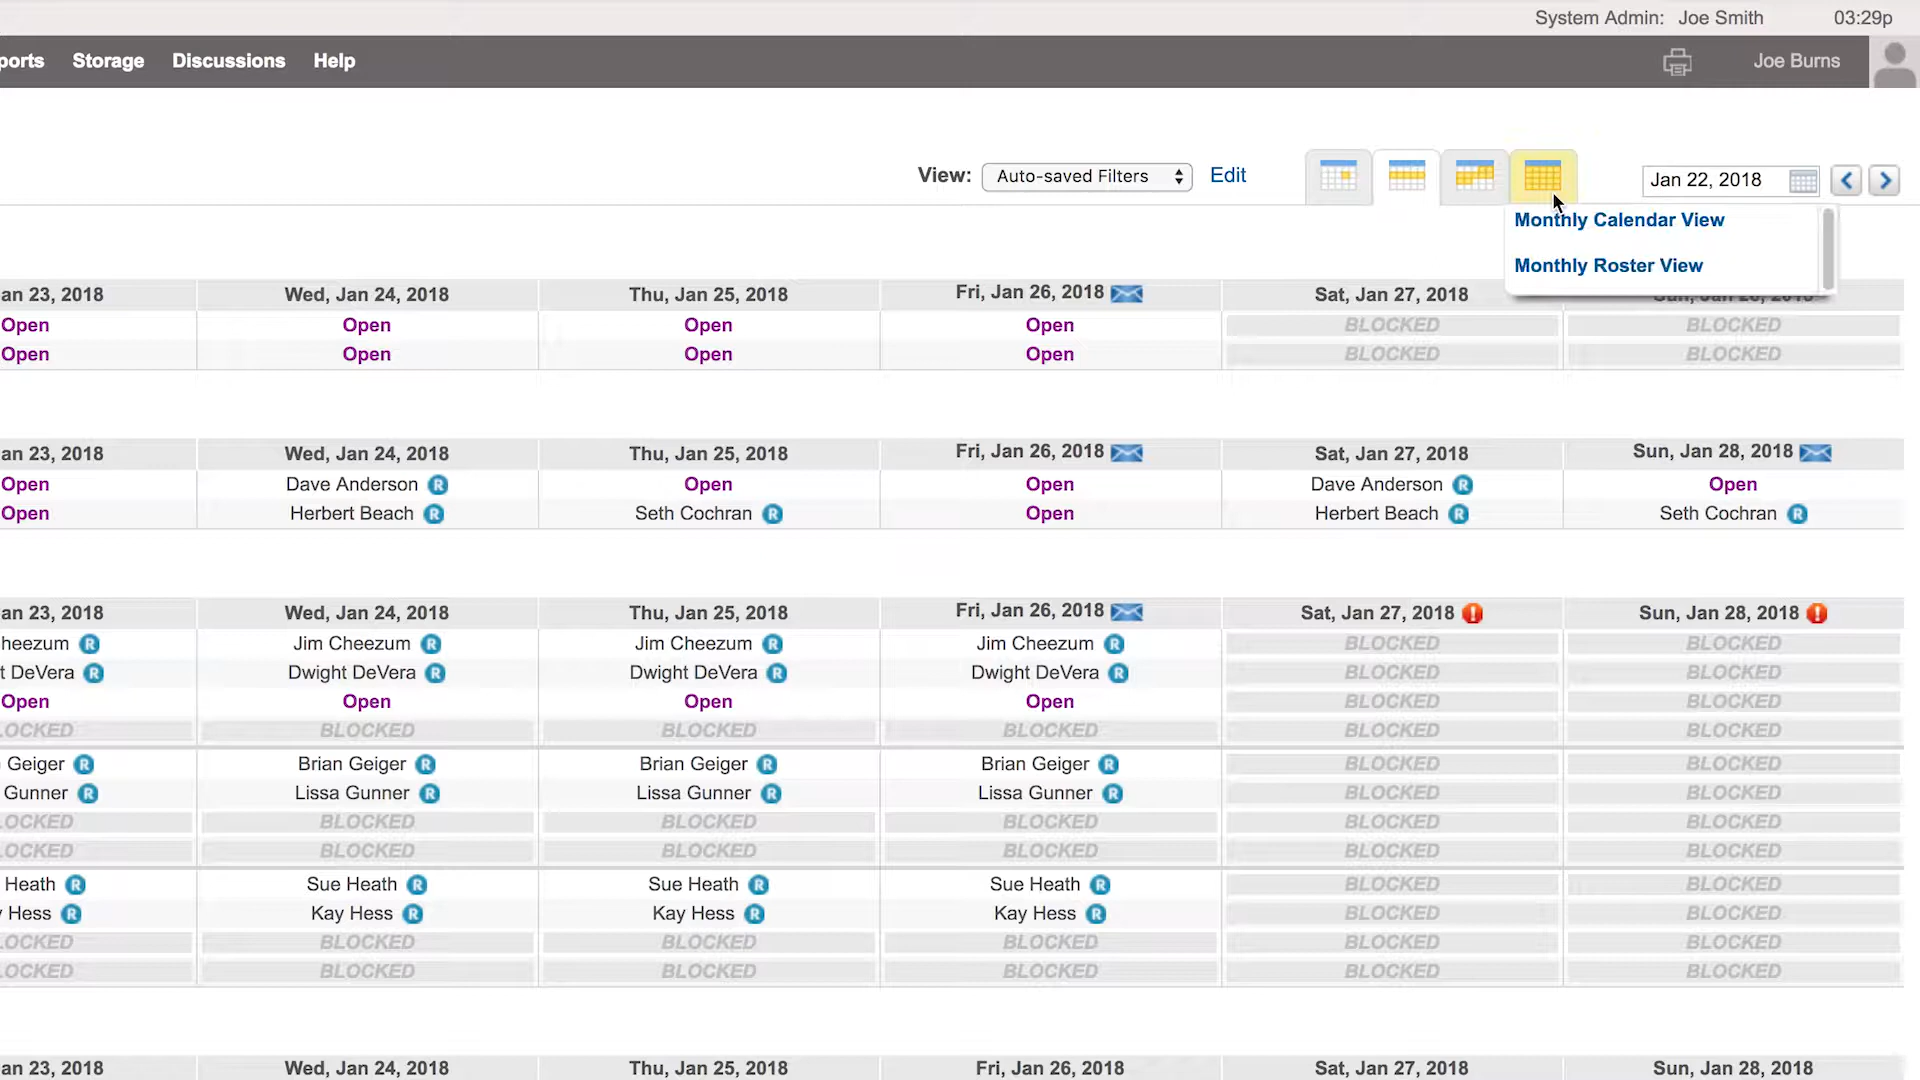 System Admin: Joe Smith 03:29p
ports Storage Discussions Help Joe Burns
View: Auto-saved Filters Edit Jan 22, 2018
Monthly Calendar View
Monthly Roster View
an 23, 2018 Wed, Jan 24, 2018 Thu, Jan 25, 2018 Fri, Jan 26, 2018 Sat, Jan 27, 2018 Sun, Jan 28, 2018
Open Open Open Open BLOCKED BLOCKED
Open Open Open Open BLOCKED BLOCKED
an 23, 2018 Wed, Jan 24, 2018 Thu, Jan 25, 2018 Fri, Jan 26, 2018 Sat, Jan 27, 2018 Sun, Jan 28, 2018
Open Dave Anderson R Open Open Dave Anderson R Open
Open Herbert Beach R Seth Cochran R Open Herbert Beach R Seth Cochran R
an 23, 2018 Wed, Jan 24, 2018 Thu, Jan 25, 2018 Fri, Jan 26, 2018 Sat, Jan 27, 2018 ! Sun, Jan 28, 2018 !
heezum R Jim Cheezum R Jim Cheezum R Jim Cheezum R BLOCKED BLOCKED
t DeVera R Dwight DeVera R Dwight DeVera R Dwight DeVera R BLOCKED BLOCKED
Open Open Open Open BLOCKED BLOCKED
LOCKED BLOCKED BLOCKED BLOCKED BLOCKED BLOCKED
Geiger R Brian Geiger R Brian Geiger R Brian Geiger R BLOCKED BLOCKED
Gunner R Lissa Gunner R Lissa Gunner R Lissa Gunner R BLOCKED BLOCKED
LOCKED BLOCKED BLOCKED BLOCKED BLOCKED BLOCKED
LOCKED BLOCKED BLOCKED BLOCKED BLOCKED BLOCKED
Heath R Sue Heath R Sue Heath R Sue Heath R BLOCKED BLOCKED
y Hess R Kay Hess R Kay Hess R Kay Hess R BLOCKED BLOCKED
LOCKED BLOCKED BLOCKED BLOCKED BLOCKED BLOCKED
LOCKED BLOCKED BLOCKED BLOCKED BLOCKED BLOCKED
an 23, 2018 Wed, Jan 24, 2018 Thu, Jan 25, 2018 Fri, Jan 26, 2018 Sat, Jan 27, 2018 Sun, Jan 28, 2018